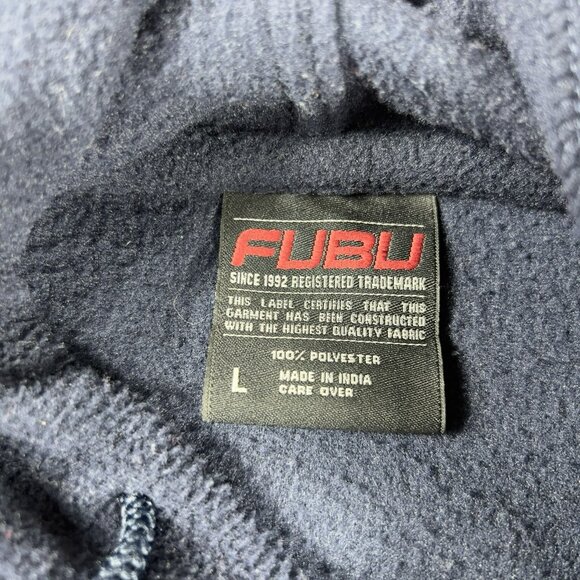 FUBU
SINCE 1992 REGISTERED TRADEMARK
THIS LABEL CERTIFIES THAT THIS
GARMENT HAS BEEN CONSTRUCTED
WITH THE HIGHEST QUALITY FABRIC
100% POLYESTER
L MADE IN INDIA
CARE OVER